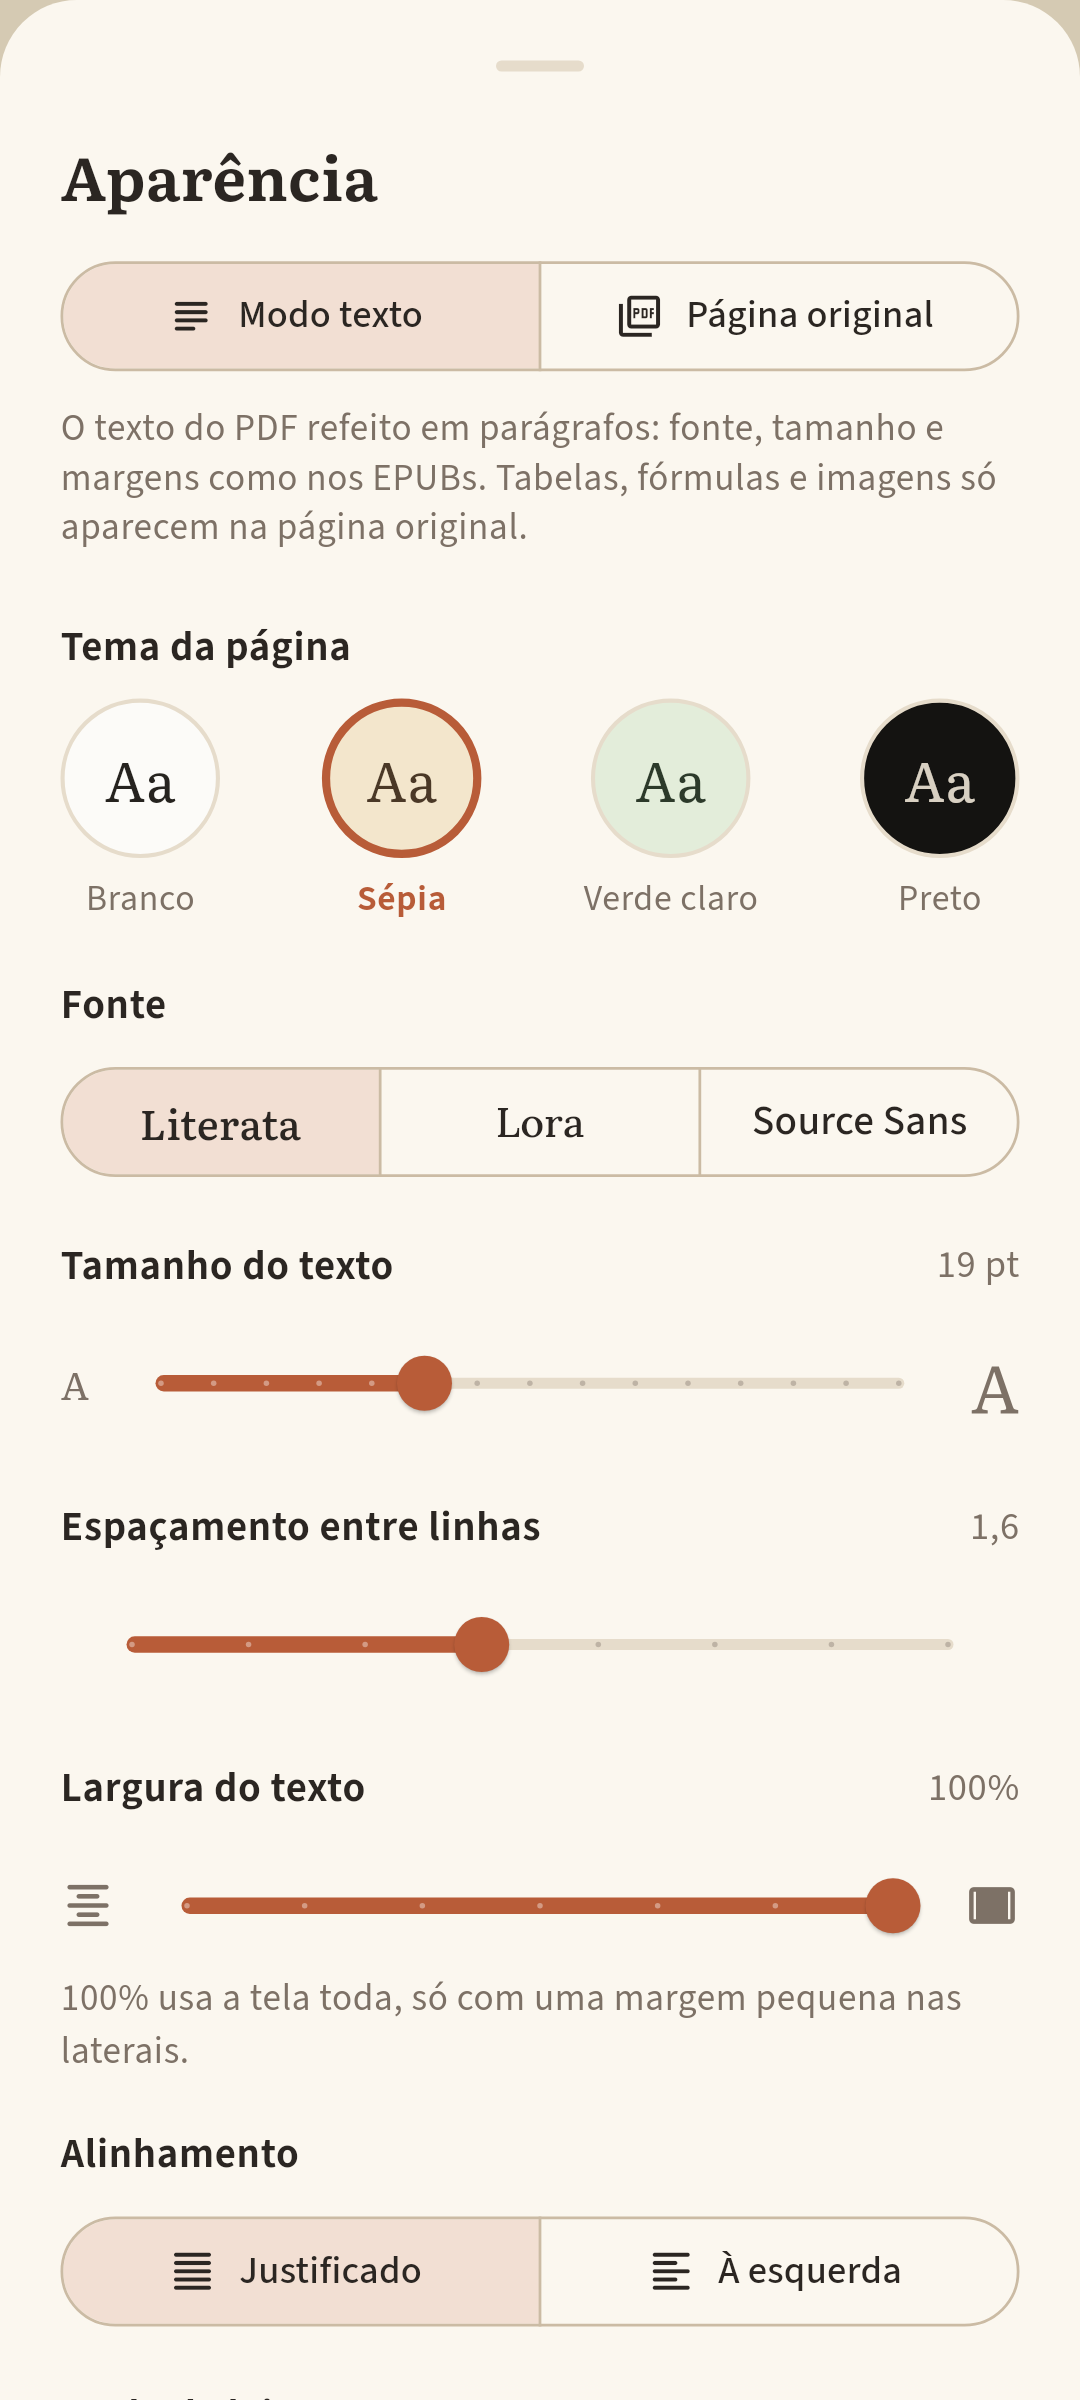 Aparência
Modo texto
PDF
Página original
O texto do PDF refeito em parágrafos: fonte, tamanho e
margens como nos EPUBs. Tabelas, fórmulas e imagens só
aparecem na página original.
Tema da página
Aa
Aa
Aa
Aa
Branco
Sépia
Verde claro
Preto
Fonte
Literata
Lora
Source Sans
Tamanho do texto
19 pt
A
A
Espaçamento entre linhas
1,6
Largura do texto
100%
100% usa a tela toda, só com uma margem pequena nas
laterais.
Alinhamento
Justificado
À esquerda